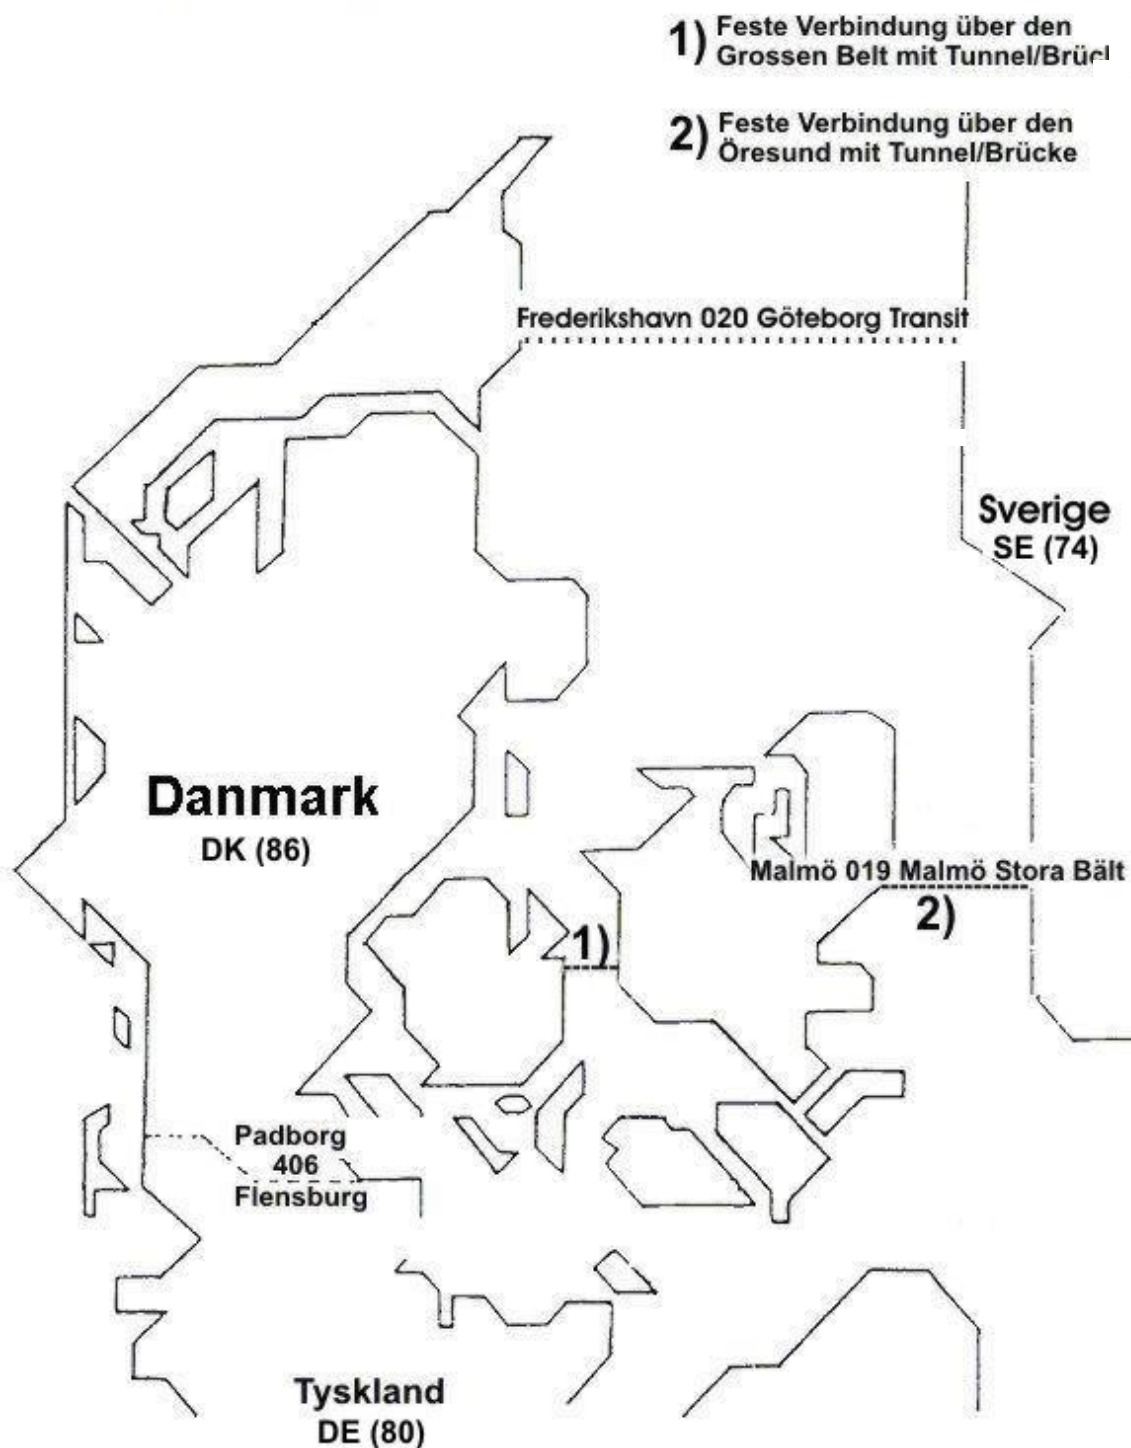 1) Feste Verbindung über den
Grossen Belt mit Tunnel/Brücl
2) Feste Verbindung über den
Öresund mit Tunnel/Brücke
Frederikshavn 020 Göteborg Transit
Sverige
SE (74)
Danmark
DK (86)
Malmö 019 Malmö Stora Bält
2)
1)
Padborg
406
Flensburg
Tyskland
DE (80)